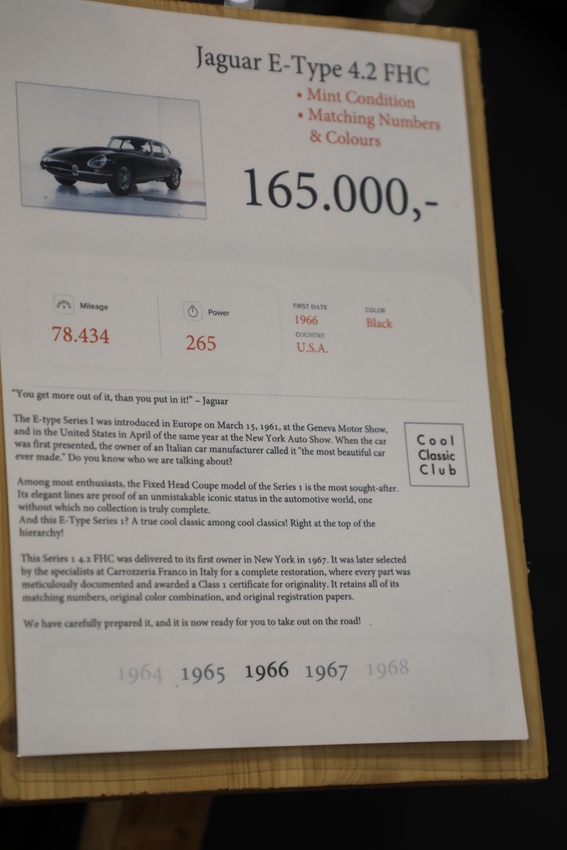 Jaguar E-Type 4.2 FHC
• Mint Condition
• Matching Numbers
& Colours
165.000,-
Mileage
78.434
Power
265
FIRST DATE
1966
COLOR
Black
COUNTRY
U.S.A.
"You get more out of it, than you put in it!" – Jaguar
The E-type Series I was introduced in Europe on March 15, 1961, at the Geneva Motor Show,
and in the United States in April of the same year at the New York Auto Show. When the car
was first presented, the owner of an Italian car manufacturer called it "the most beautiful car
ever made." Do you know who we are talking about?
Cool
Classic
Club
Among most enthusiasts, the Fixed Head Coupe model of the Series 1 is the most sought-after.
Its elegant lines are proof of an unmistakable iconic status in the automotive world, one
without which no collection is truly complete.
And this E-Type Series 1? A true cool classic among cool classics! Right at the top of the
hierarchy!
This Series 1 4.2 FHC was delivered to its first owner in New York in 1967. It was later selected
by the specialists at Carrozzeria Franco in Italy for a complete restoration, where every part was
meticulously documented and awarded a Class 1 certificate for originality. It retains all of its
matching numbers, original color combination, and original registration papers.
We have carefully prepared it, and it is now ready for you to take out on the road!
1964 1965 1966 1967 1968